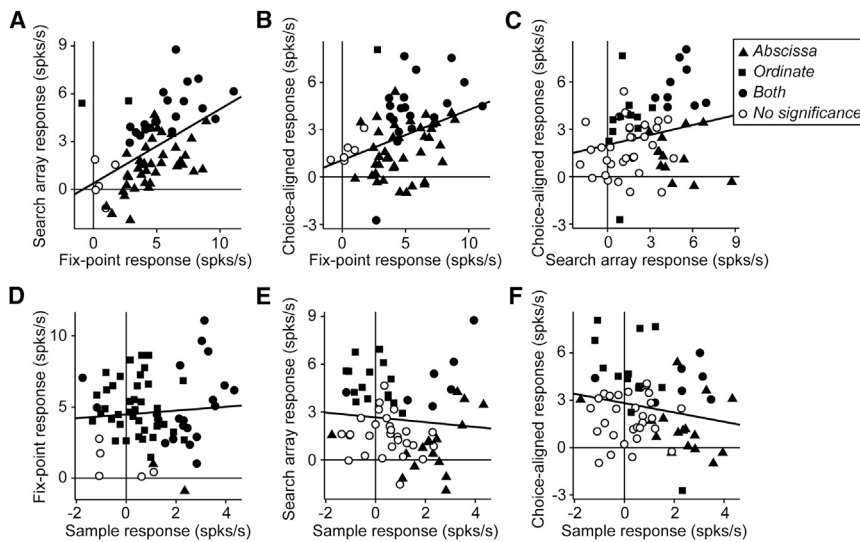 A
Search array response (spks/s)
9
6
3
0
0
5
10
Fix-point response (spks/s)
B
Choice-aligned response (spks/s)
6
3
0
-3
0
5
10
Fix-point response (spks/s)
C
Choice-aligned response (spks/s)
6
3
0
-3
0
3
6
9
Search array response (spks/s)
Abscissa
Ordinate
Both
No significance
D
Fix-point response (spks/s)
10
5
0
-2
0
2
4
Sample response (spks/s)
E
Search array response (spks/s)
9
6
3
0
-2
0
2
4
Sample response (spks/s)
F
Choice-aligned response (spks/s)
6
3
0
-3
-2
0
2
4
Sample response (spks/s)